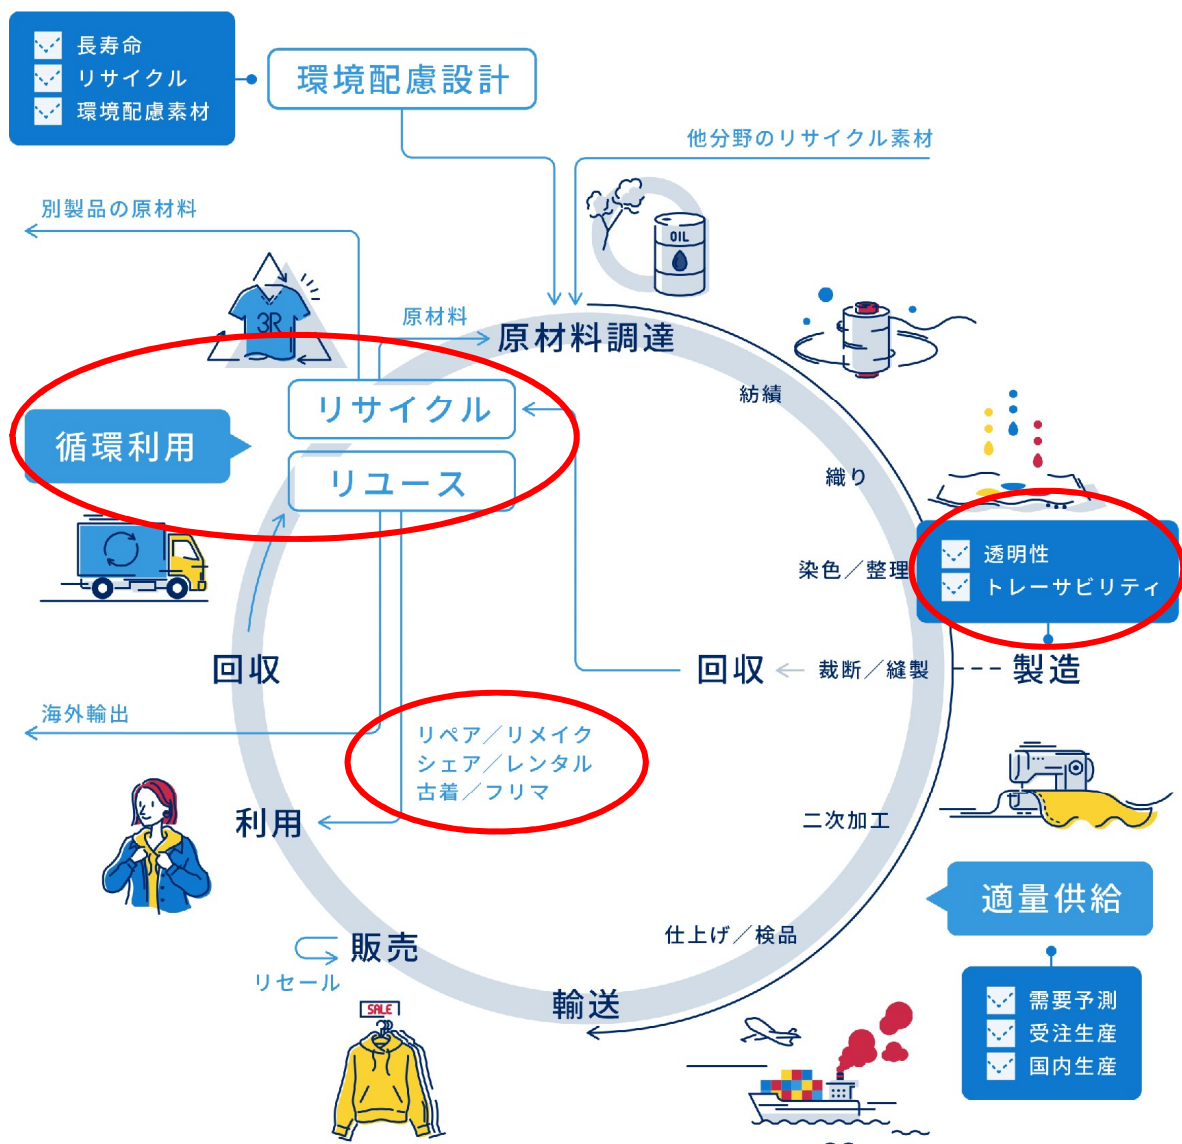 長寿命
リサイクル
環境配慮素材
環境配慮設計
他分野のリサイクル素材
別製品の原材料
OIL
3R
原材料
原材料調達
紡績
リサイクル
循環利用
リユース
織り
透明性
トレーサビリティ
染色／整理
回収
回収
裁断／縫製
製造
海外輸出
リペア／リメイク
シェア／レンタル
古着／フリマ
利用
二次加工
適量供給
仕上げ／検品
販売
リセール
輸送
SALE
需要予測
受注生産
国内生産